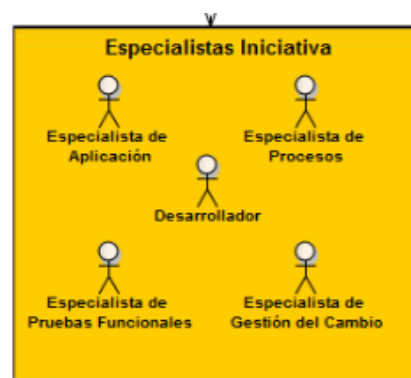 Especialistas Iniciativa
Especialista de
Aplicación
Especialista de
Procesos
Desarrollador
Especialista de
Pruebas Funcionales
Especialista de
Gestión del Cambio